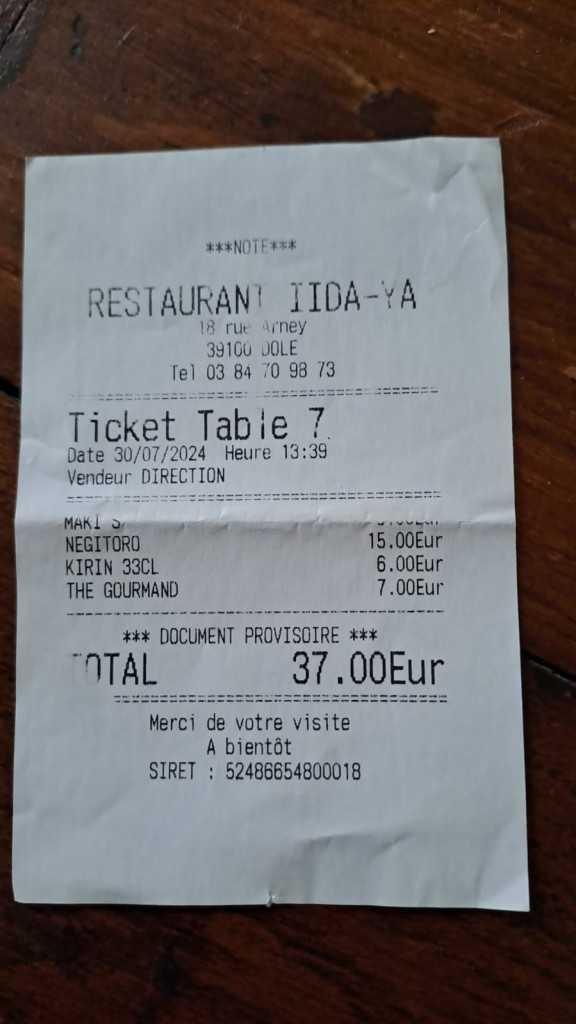 ***NOTE***
RESTAURANT IIDA-YA
18 rue Arney
39100 DOLE
Tel 03 84 70 98 73
Ticket Table 7
Date 30/07/2024 Heure 13:39
Vendeur DIRECTION
MAKI
NEGITORO 15.00Eur
KIRIN 33CL 6.00Eur
THE GOURMAND 7.00Eur
*** DOCUMENT PROVISOIRE ***
TOTAL 37.00Eur
Merci de votre visite
A bientôt
SIRET : 52486654800018